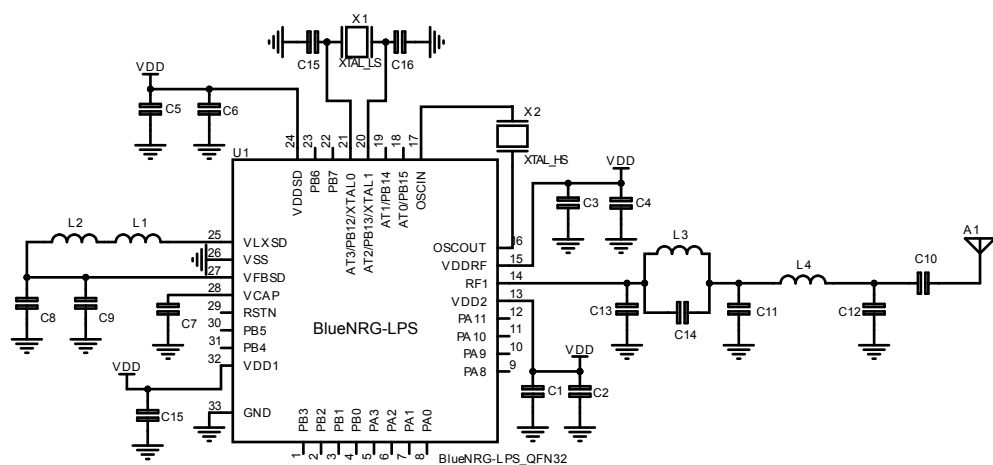 X1
C15
XTAL_LS
C16
VDD
C5
C6
X2
XTAL_HS
24
23
22
21
20
19
18
17
U1
VDDSD
PB6
PB7
AT3/PB12/XTAL0
AT2/PB13/XTAL1
AT1/PB14
AT0/PB15
OSCIN
VDD
C3
C4
L2
L1
25
VLXSD
26
VSS
27
VFBSD
28
VCAP
29
RSTN
30
PB5
31
PB4
32
VDD1
33
GND
C8
C9
C7
VDD
C15
BlueNRG-LPS
OSCOUT
16
VDDRF
15
RF1
14
VDD2
13
PA11
12
PA10
11
PA9
10
PA8
9
L3
A1
L4
C10
C13
C14
C11
C12
VDD
C1
C2
PB3
PB2
PB1
PB0
PA3
PA2
PA1
PA0
1
2
3
4
5
6
7
8
BlueNRG-LPS_QFN32